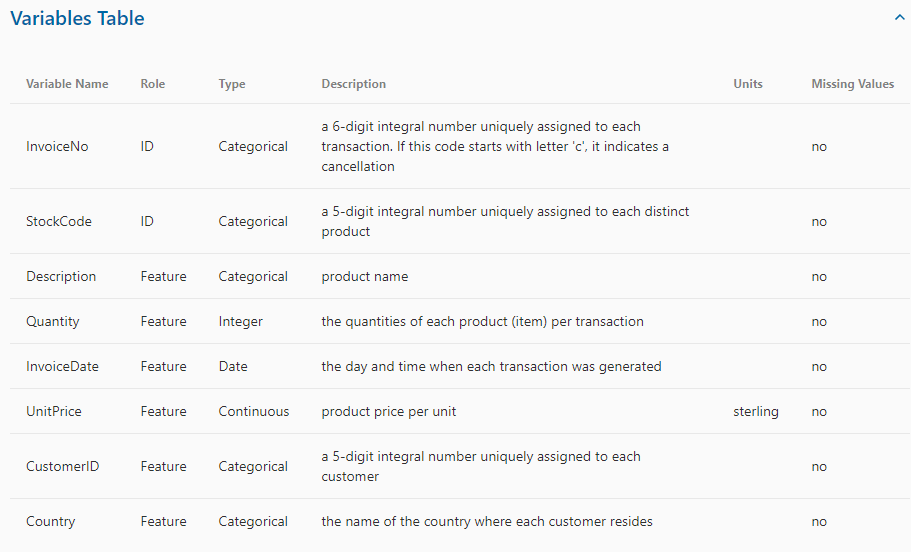 Variables Table
Variable Name Role Type Description Units Missing Values
a 6-digit integral number uniquely assigned to each
InvoiceNo ID Categorical transaction. If this code starts with letter 'c', it indicates a no
cancellation
a 5-digit integral number uniquely assigned to each distinct
StockCode ID Categorical no
product
Description Feature Categorical product name no
Quantity Feature Integer the quantities of each product (item) per transaction no
InvoiceDate Feature Date the day and time when each transaction was generated no
UnitPrice Feature Continuous product price per unit sterling no
a 5-digit integral number uniquely assigned to each
CustomerID Feature Categorical no
customer
Country Feature Categorical the name of the country where each customer resides no